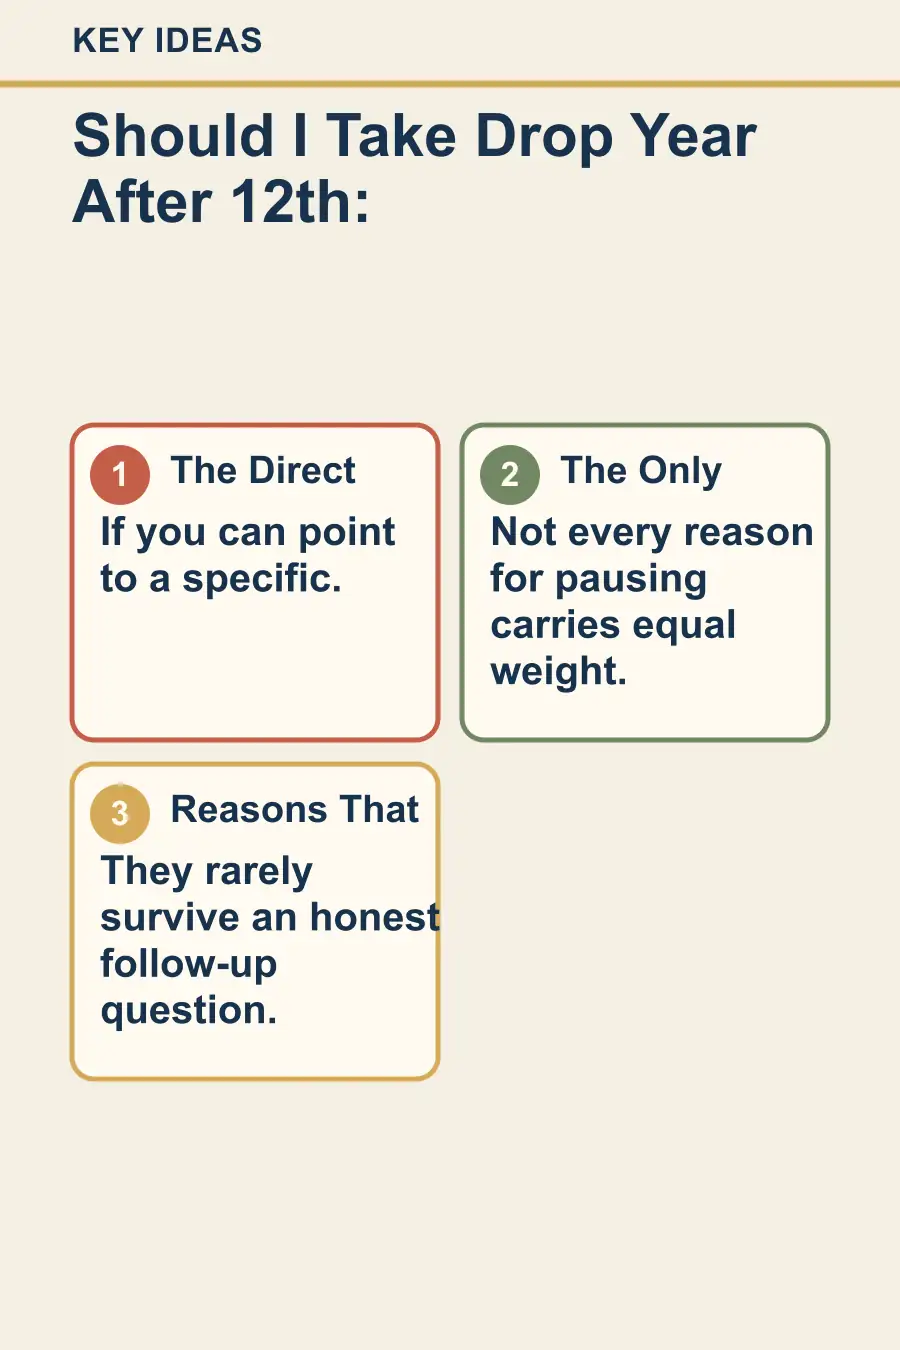 KEY IDEAS
Should I Take Drop Year
After 12th:
1 The Direct
If you can point
to a specific.
2 The Only
Not every reason
for pausing
carries equal
weight.
3 Reasons That
They rarely
survive an honest
follow-up
question.